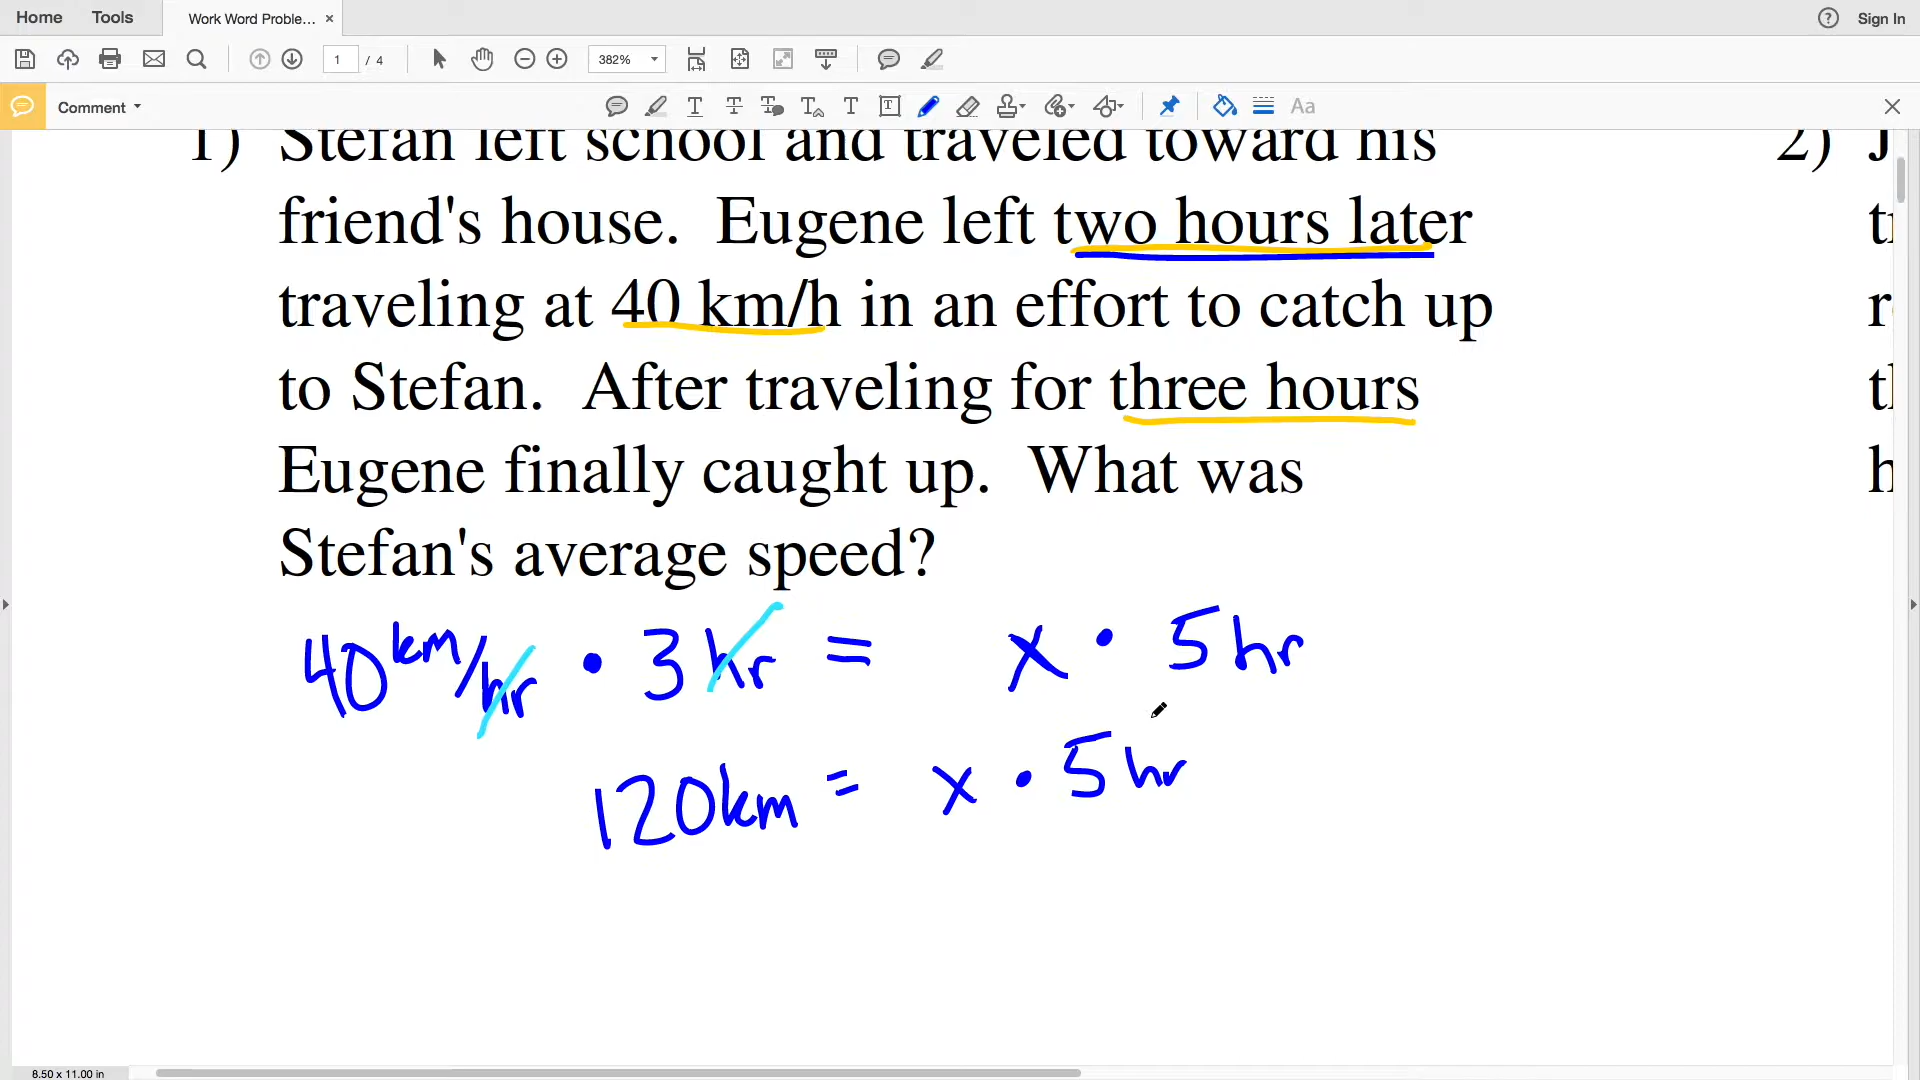 Home Tools Work Word Proble... × Sign In
1 / 4 382%
Comment Aa
1) Stefan left school and traveled toward his
friend's house. Eugene left two hours later
traveling at 40 km/h in an effort to catch up
to Stefan. After traveling for three hours
Eugene finally caught up. What was
Stefan's average speed?
40 km/hr · 3 hr = x · 5 hr
120 km = x · 5 hr
2)
8.50 x 11.00 in